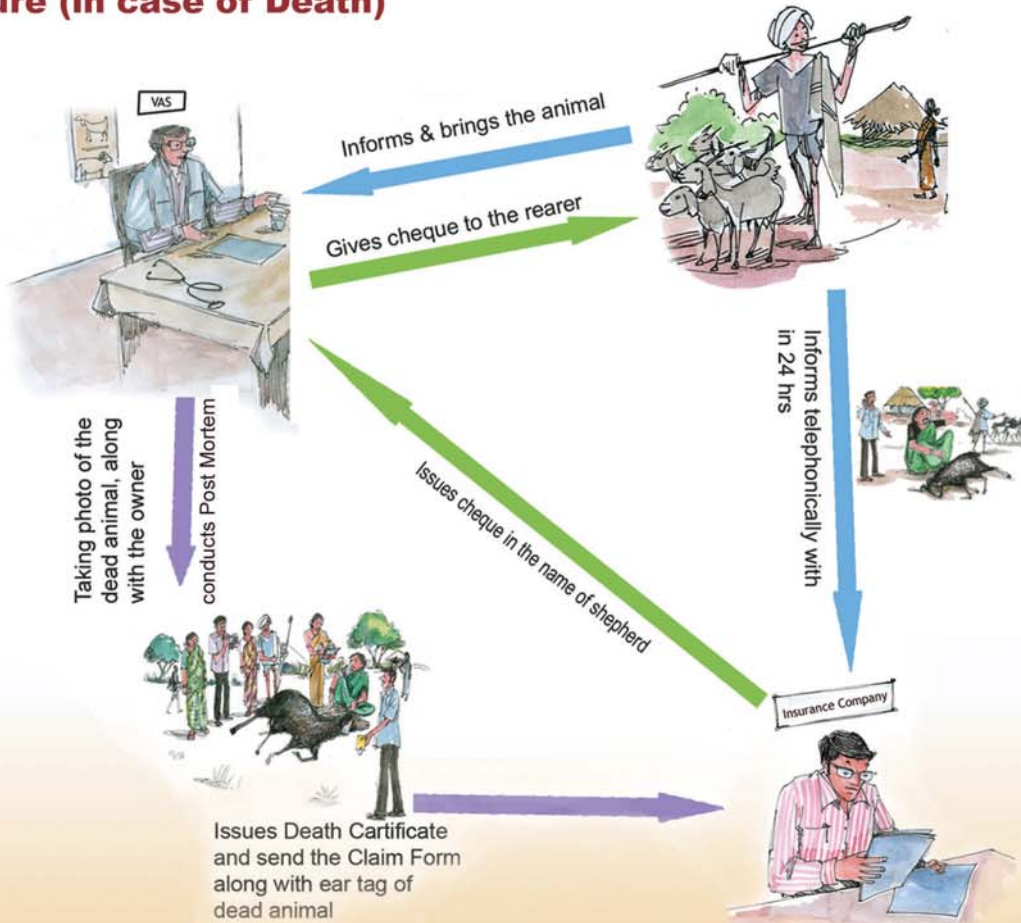 ure (in case of Death)
VAS
Informs & brings the animal
Gives cheque to the rearer
Informs telephonically with
in 24 hrs
Issues cheque in the name of shepherd
Taking photo of the
dead animal, along
with the owner
conducts Post Mortem
Insurance Company
Issues Death Cartificate
and send the Claim Form
along with ear tag of
dead animal